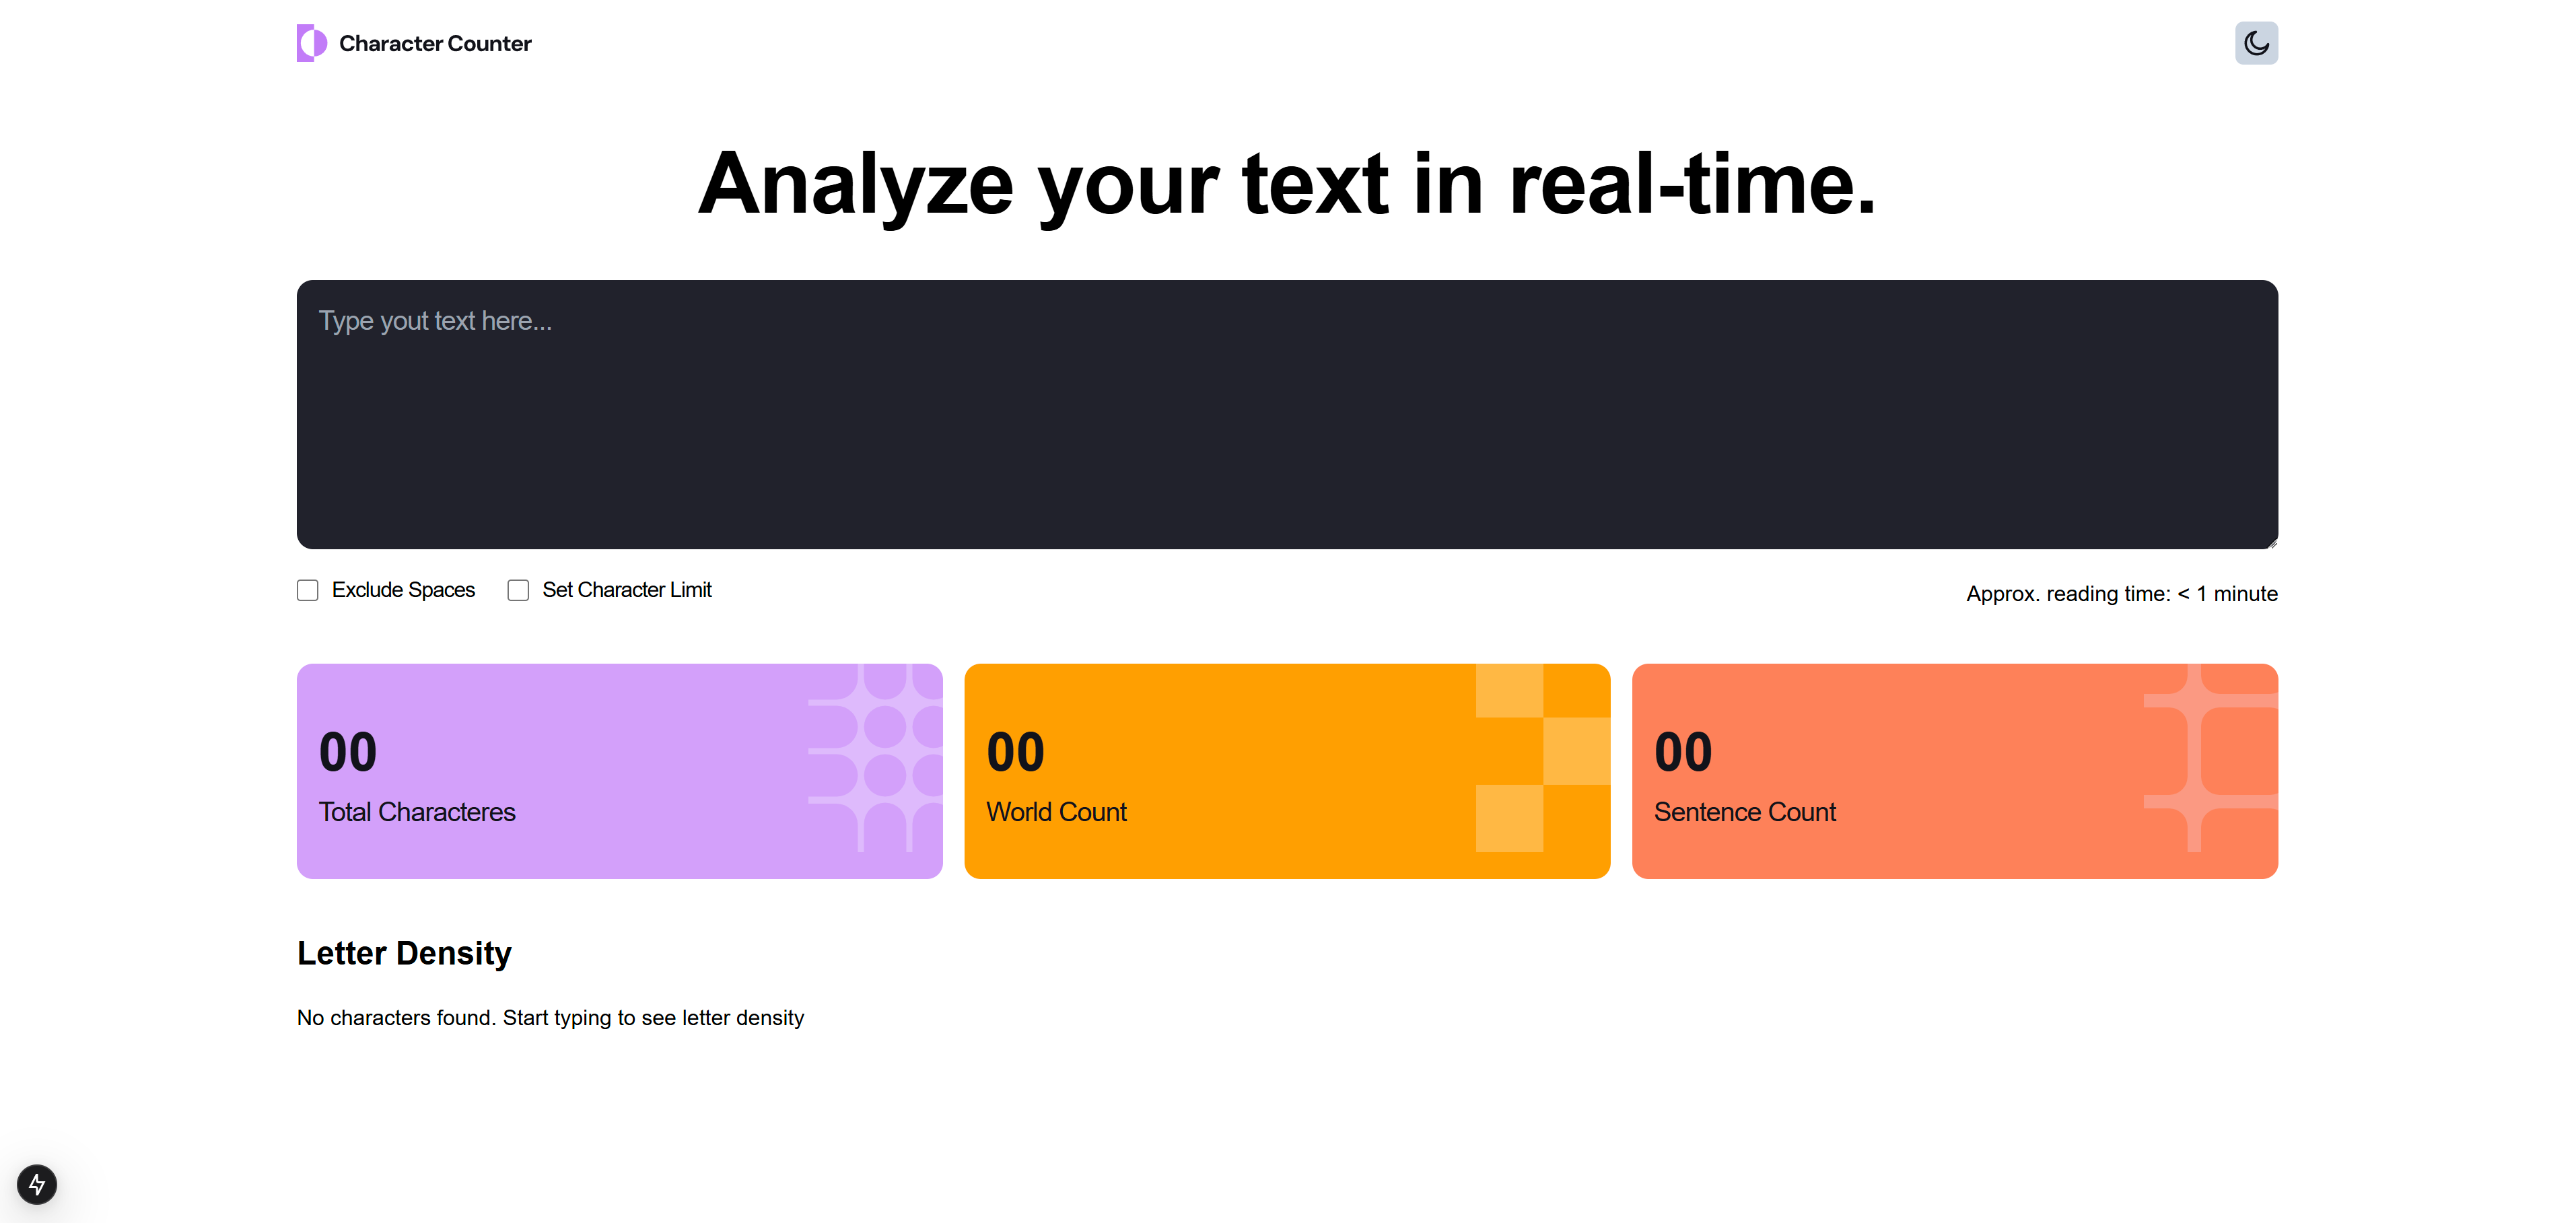 Character Counter
Analyze your text in real-time.
Type yout text here...
Exclude Spaces
Set Character Limit
Approx. reading time: < 1 minute
00
Total Characteres
00
World Count
00
Sentence Count
Letter Density
No characters found. Start typing to see letter density